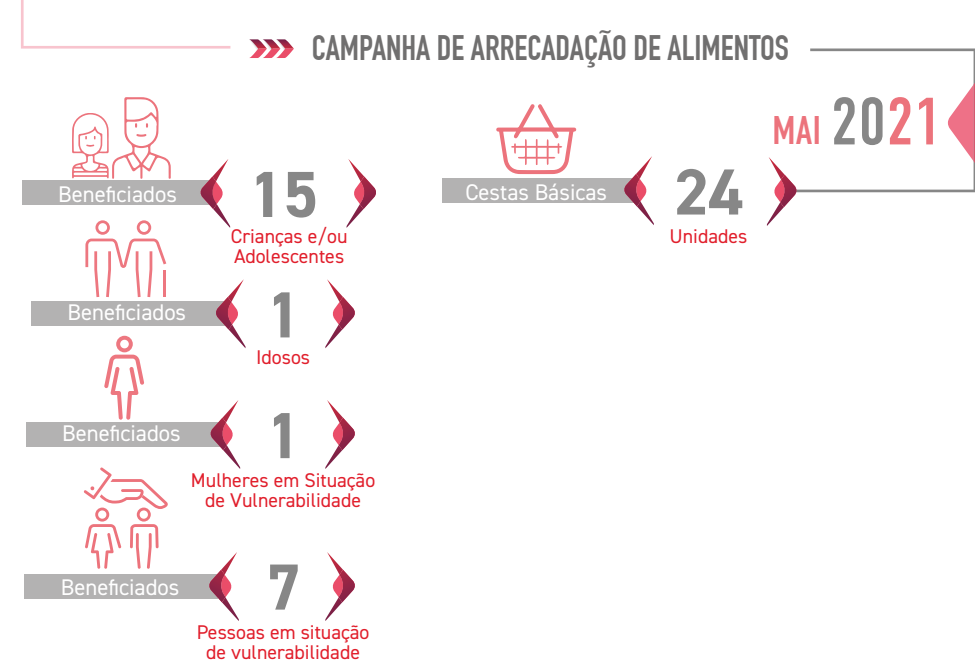 CAMPANHA DE ARRECADAÇÃO DE ALIMENTOS
MAI 2021
Beneficiados
15
Crianças e/ou
Adolescentes
Cestas Básicas
24
Unidades
Beneficiados
1
Idosos
Beneficiados
1
Mulheres em Situação
de Vulnerabilidade
Beneficiados
7
Pessoas em situação
de vulnerabilidade